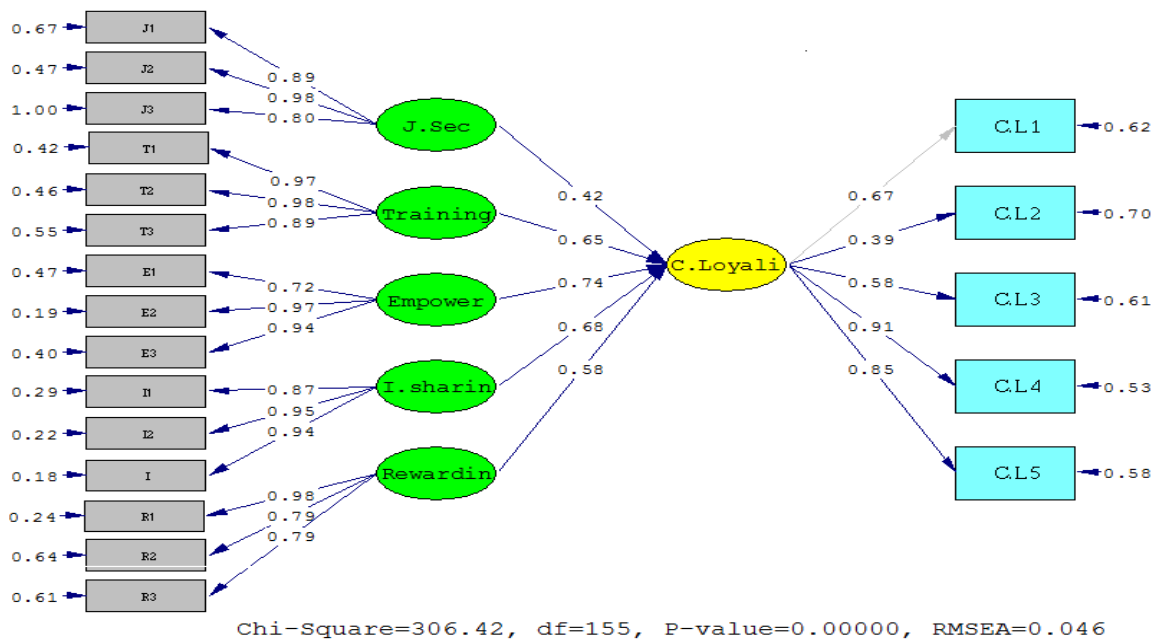 0.67 J1
0.47 J2
1.00 J3
0.42 T1
0.46 T2
0.55 T3
0.47 E1
0.19 E2
0.40 E3
0.29 I1
0.22 I2
0.18 I
0.24 R1
0.64 R2
0.61 R3
0.89
0.98
0.80
0.97
0.98
0.89
0.72
0.97
0.94
0.87
0.95
0.94
0.98
0.79
0.79
J.Sec
Training
Empower
I.sharin
Rewardin
0.42
0.65
0.74
0.68
0.58
C.Loyali
0.67
0.39
0.58
0.91
0.85
C.L1 0.62
C.L2 0.70
C.L3 0.61
C.L4 0.53
C.L5 0.58
Chi-Square=306.42, df=155, P-value=0.00000, RMSEA=0.046